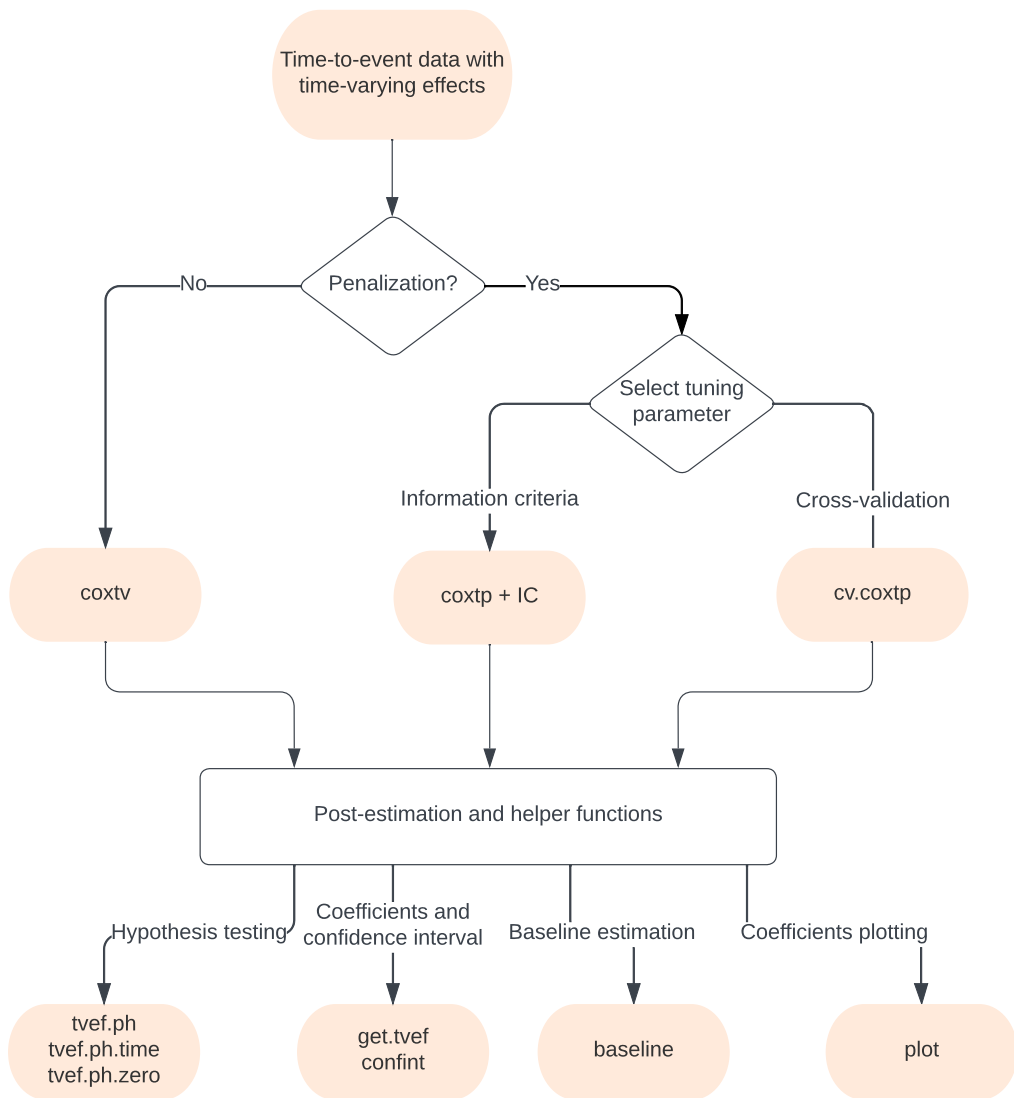 Time-to-event data with
time-varying effects
Penalization?
No
Yes
Select tuning
parameter
Information criteria
Cross-validation
coxtv
coxtp + IC
cv.coxtp
Post-estimation and helper functions
Hypothesis testing
Coefficients and
confidence interval
Baseline estimation
Coefficients plotting
tvef.ph
tvef.ph.time
tvef.ph.zero
get.tvef
confint
baseline
plot